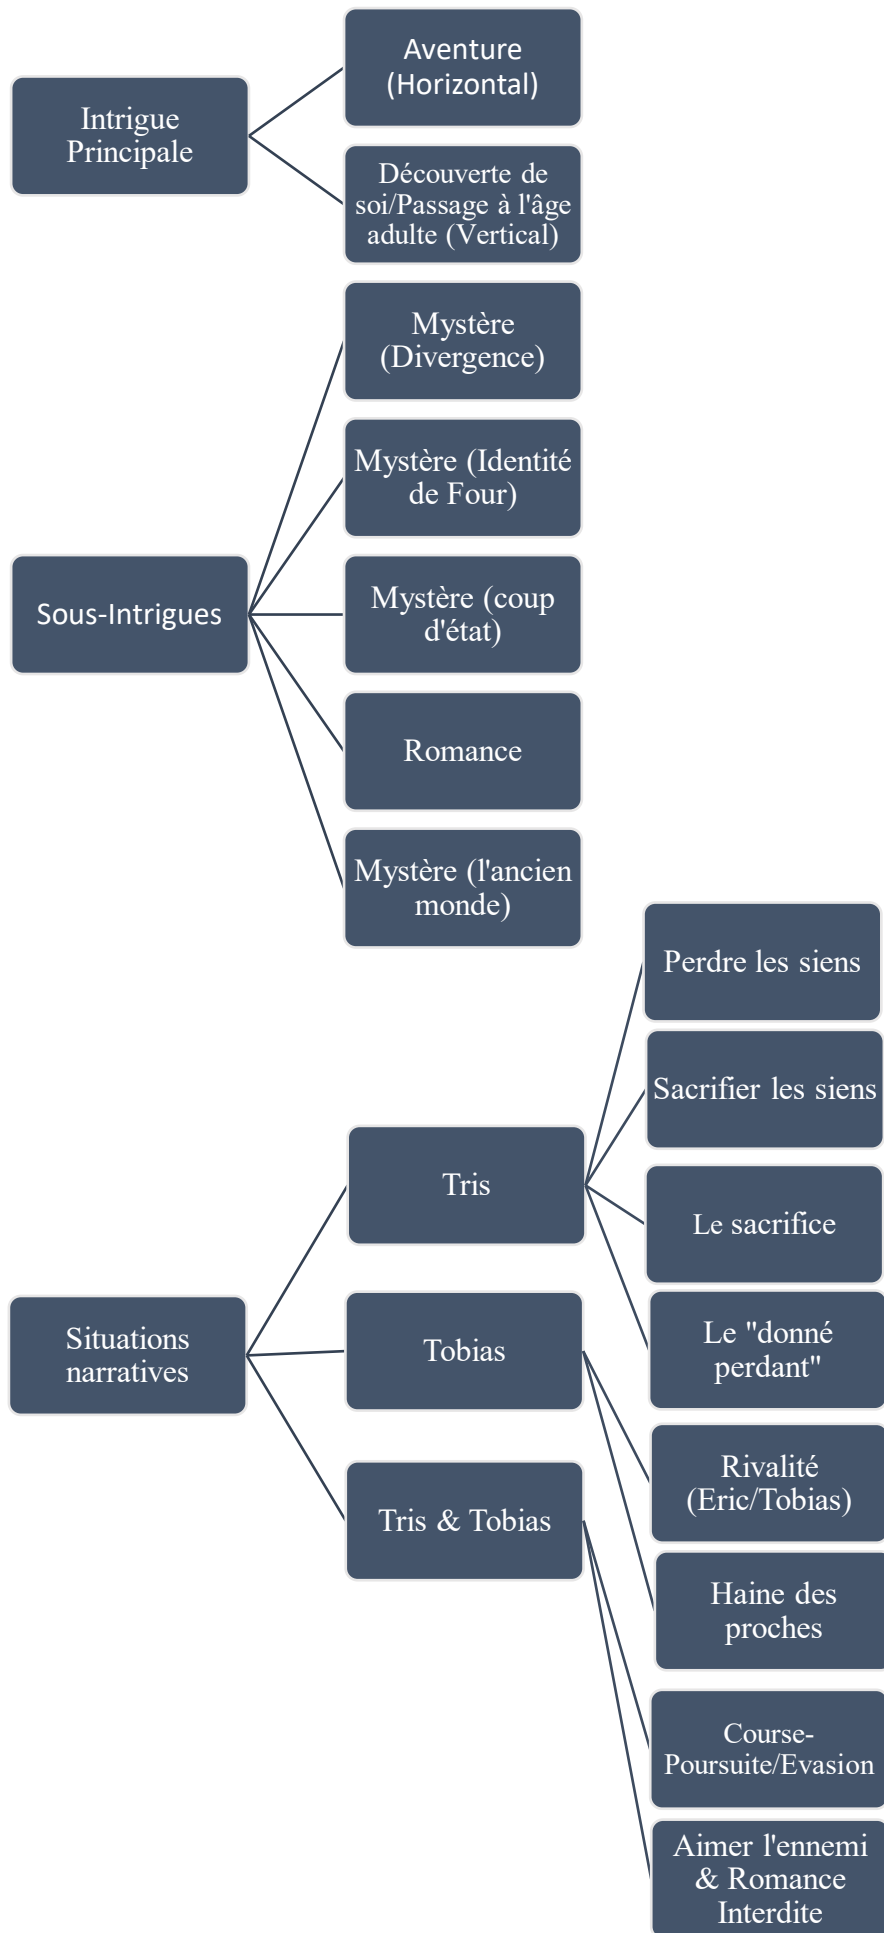 Intrigue
Principale
Aventure
(Horizontal)
Découverte de
soi/Passage à l'âge
adulte (Vertical)
Sous-Intrigues
Mystère
(Divergence)
Mystère (Identité
de Four)
Mystère (coup
d'état)
Romance
Mystère (l'ancien
monde)
Situations
narratives
Tris
Perdre les siens
Sacrifier les siens
Le sacrifice
Le "donné
perdant"
Tobias
Rivalité
(Eric/Tobias)
Haine des
proches
Tris & Tobias
Course-
Poursuite/Evasion
Aimer l'ennemi
& Romance
Interdite